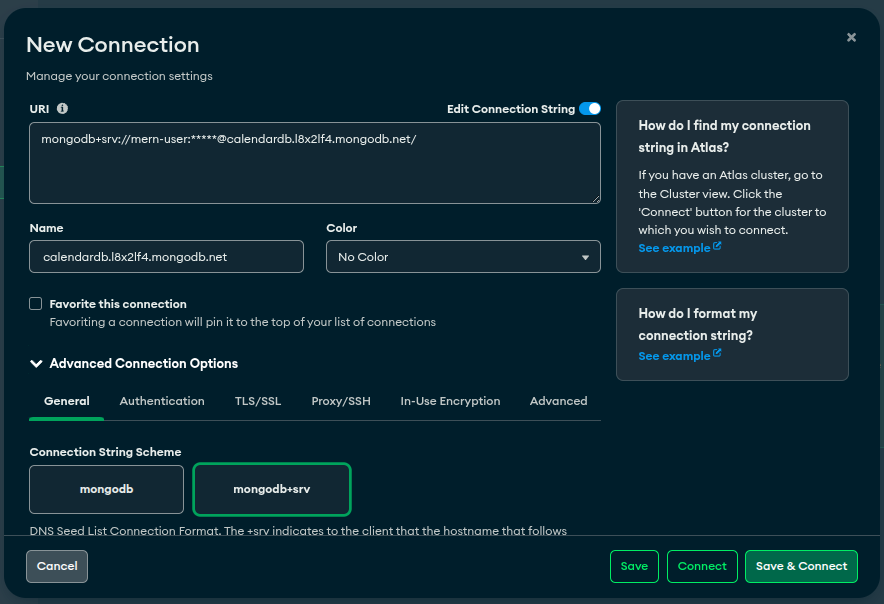 New Connection
Manage your connection settings
URI
Edit Connection String
mongodb+srv://mern-user:*****@calendardb.l8x2lf4.mongodb.net/
Name
Color
calendardb.l8x2lf4.mongodb.net
No Color
Favorite this connection
Favoriting a connection will pin it to the top of your list of connections
Advanced Connection Options
General
Authentication
TLS/SSL
Proxy/SSH
In-Use Encryption
Advanced
Connection String Scheme
mongodb
mongodb+srv
DNS Seed List Connection Format. The +srv indicates to the client that the hostname that follows
How do I find my connection
string in Atlas?
If you have an Atlas cluster, go to
the Cluster view. Click the
'Connect' button for the cluster to
which you wish to connect.
See example
How do I format my
connection string?
See example
Cancel
Save
Connect
Save & Connect